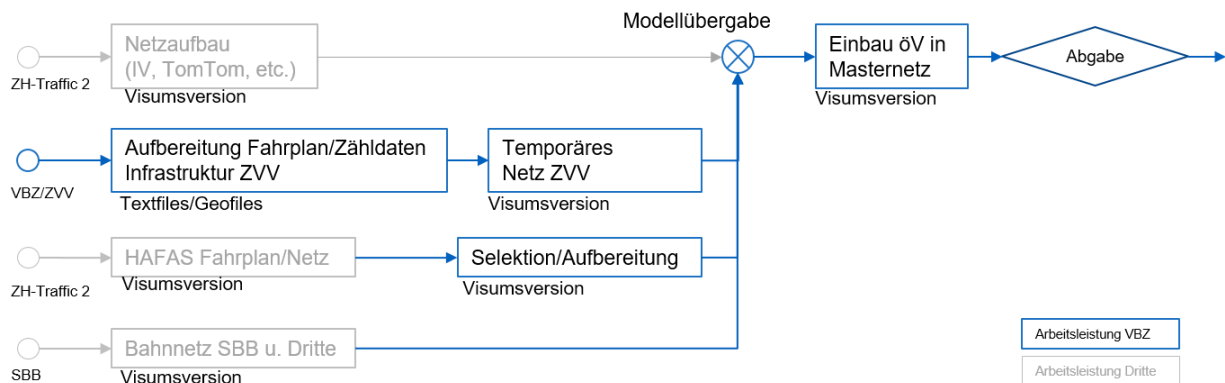 Modellübergabe
ZH-Traffic 2
Netzaufbau
(IV, TomTom, etc.)
Visumsversion
Einbau öV in
Masternetz
Visumsversion
Abgabe
VBZ/ZVV
Aufbereitung Fahrplan/Zähldaten
Infrastruktur ZVV
Textfiles/Geofiles
Temporäres
Netz ZVV
Visumsversion
ZH-Traffic 2
HAFAS Fahrplan/Netz
Visumsversion
Selektion/Aufbereitung
Visumsversion
SBB
Bahnnetz SBB u. Dritte
Visumsversion
Arbeitsleistung VBZ
Arbeitsleistung Dritte